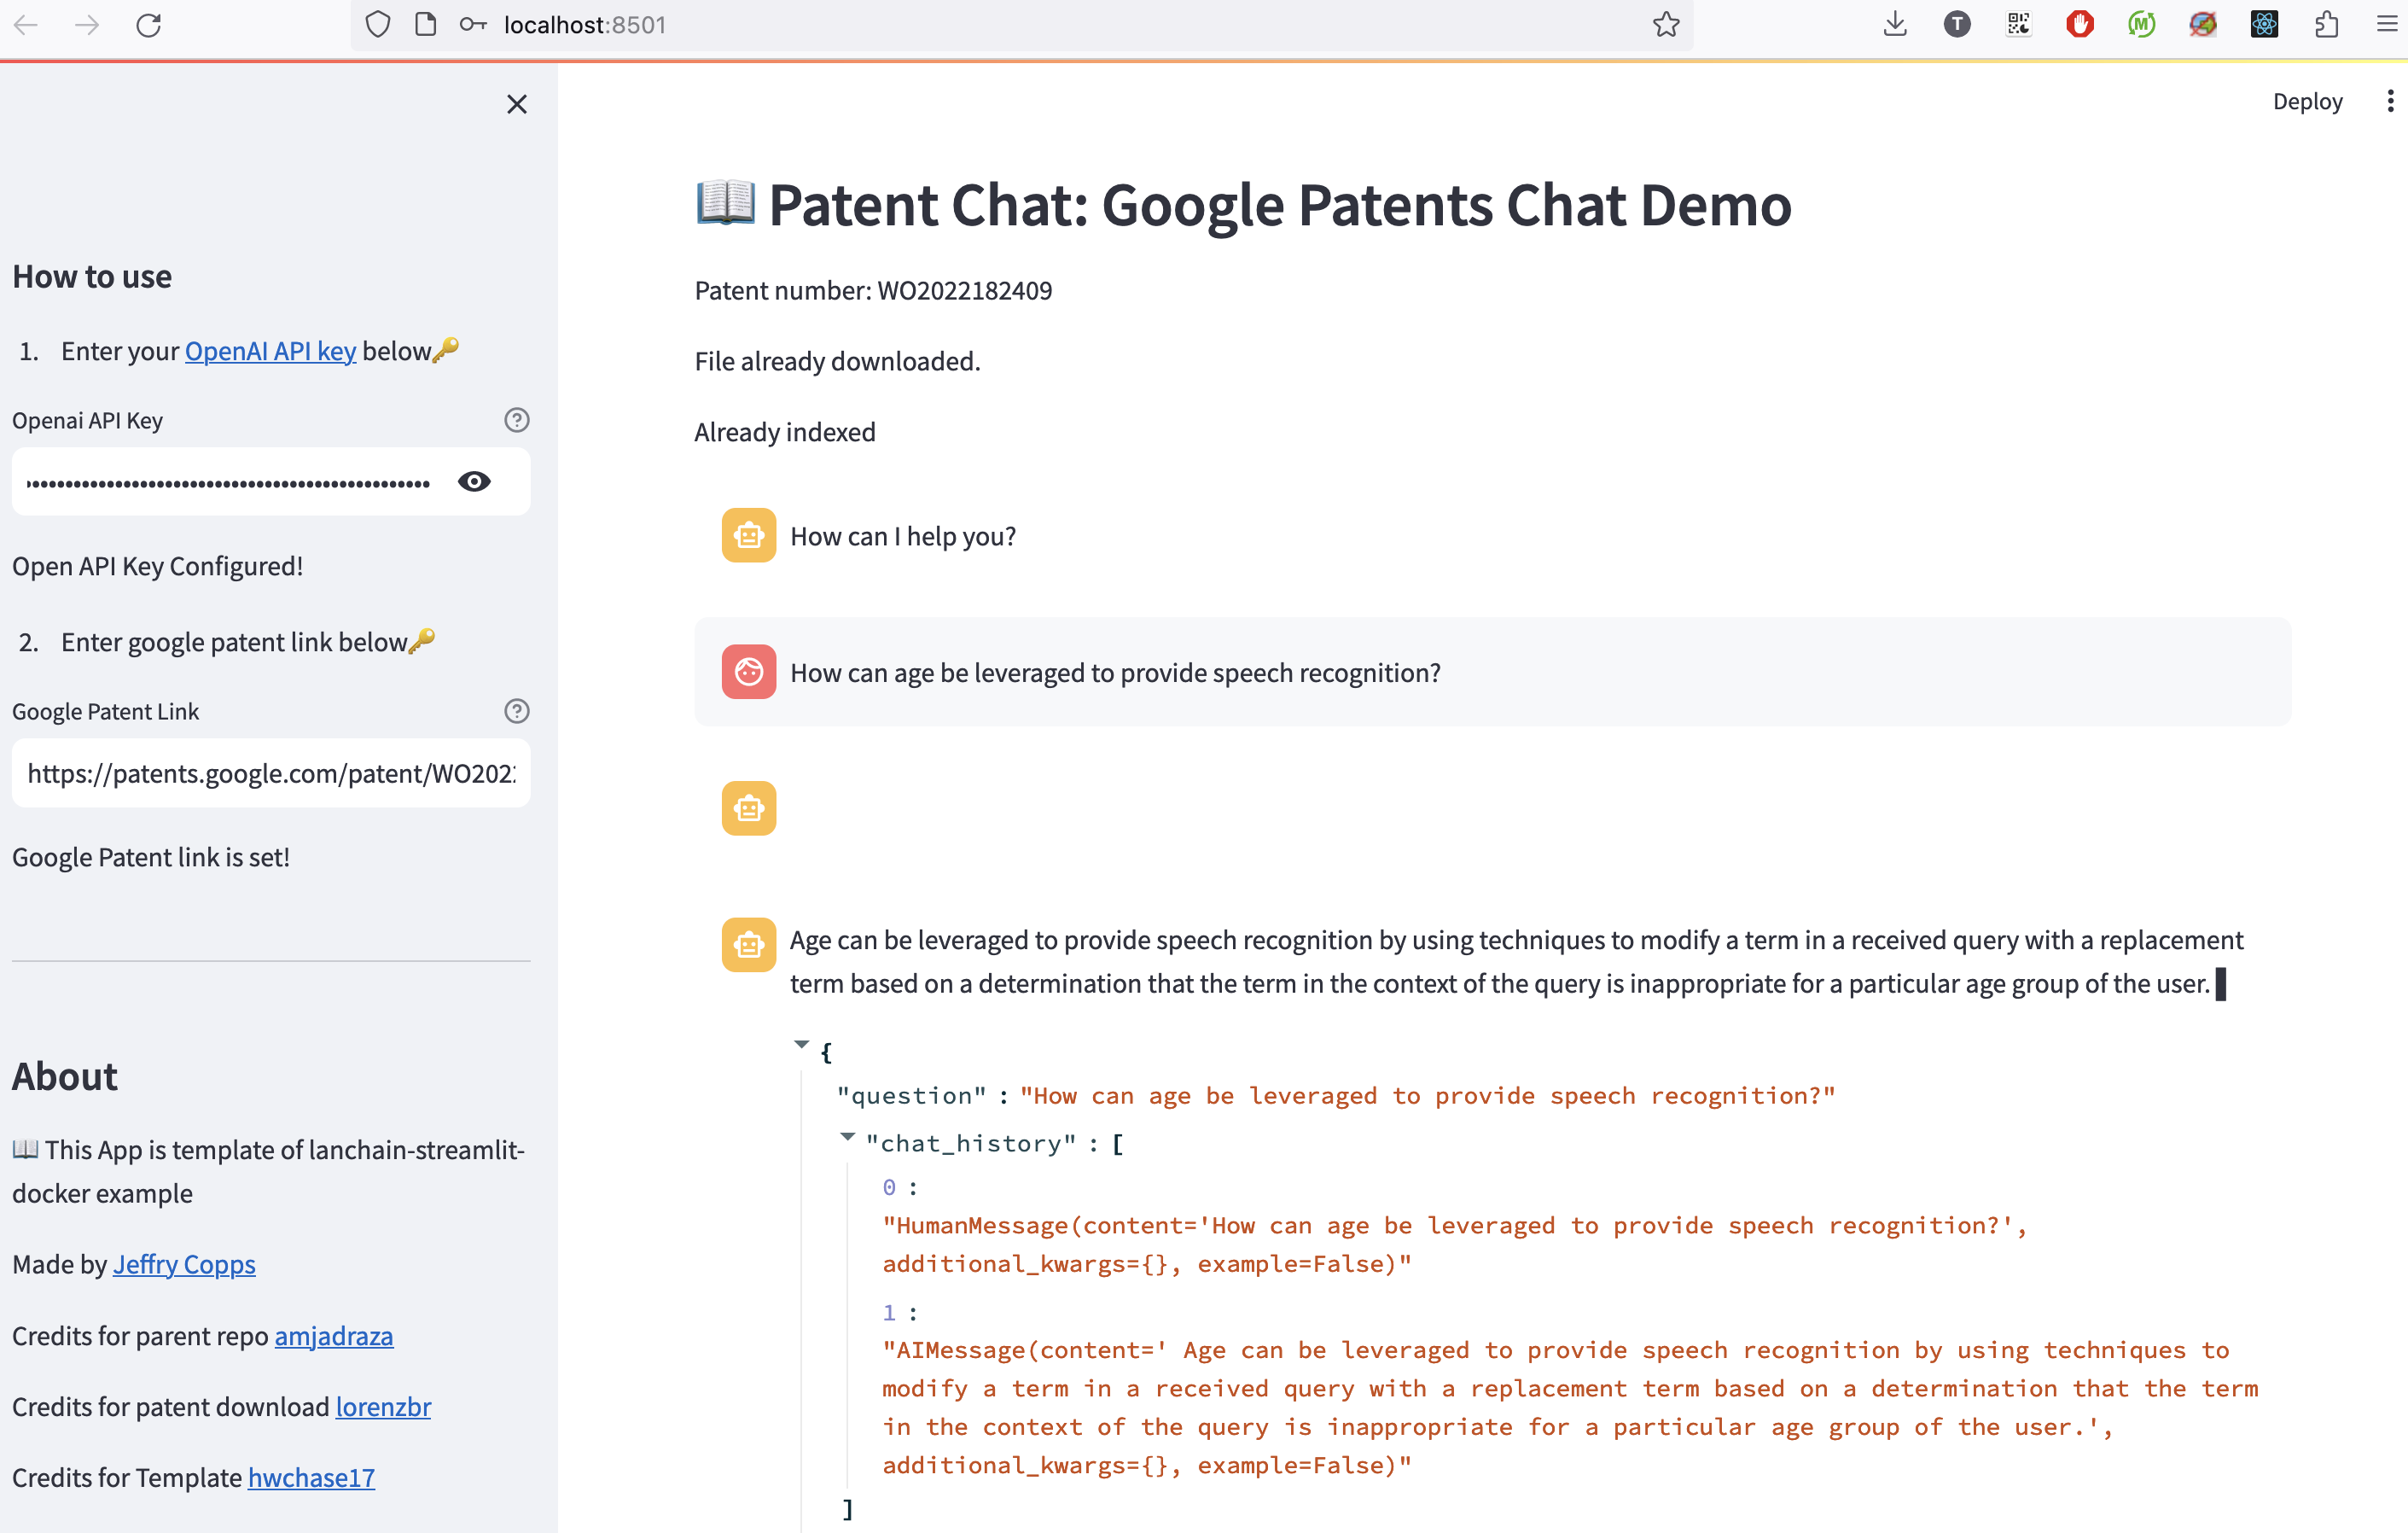 localhost:8501
T
M
Deploy
How to use
1. Enter your OpenAI API key below🔑
Openai API Key
Open API Key Configured!
2. Enter google patent link below🔑
Google Patent Link
https://patents.google.com/patent/WO202
Google Patent link is set!
About
📖 This App is template of lanchain-streamlit-
docker example
Made by Jeffry Copps
Credits for parent repo amjadraza
Credits for patent download lorenzbr
Credits for Template hwchase17
📖 Patent Chat: Google Patents Chat Demo
Patent number: WO2022182409
File already downloaded.
Already indexed
How can I help you?
How can age be leveraged to provide speech recognition?
Age can be leveraged to provide speech recognition by using techniques to modify a term in a received query with a replacement
term based on a determination that the term in the context of the query is inappropriate for a particular age group of the user.
{
"question" : "How can age be leveraged to provide speech recognition?"
"chat_history" : [
0 :
"HumanMessage(content='How can age be leveraged to provide speech recognition?',
additional_kwargs={}, example=False)"
1 :
"AIMessage(content=' Age can be leveraged to provide speech recognition by using techniques to
modify a term in a received query with a replacement term based on a determination that the term
in the context of the query is inappropriate for a particular age group of the user.',
additional_kwargs={}, example=False)"
]